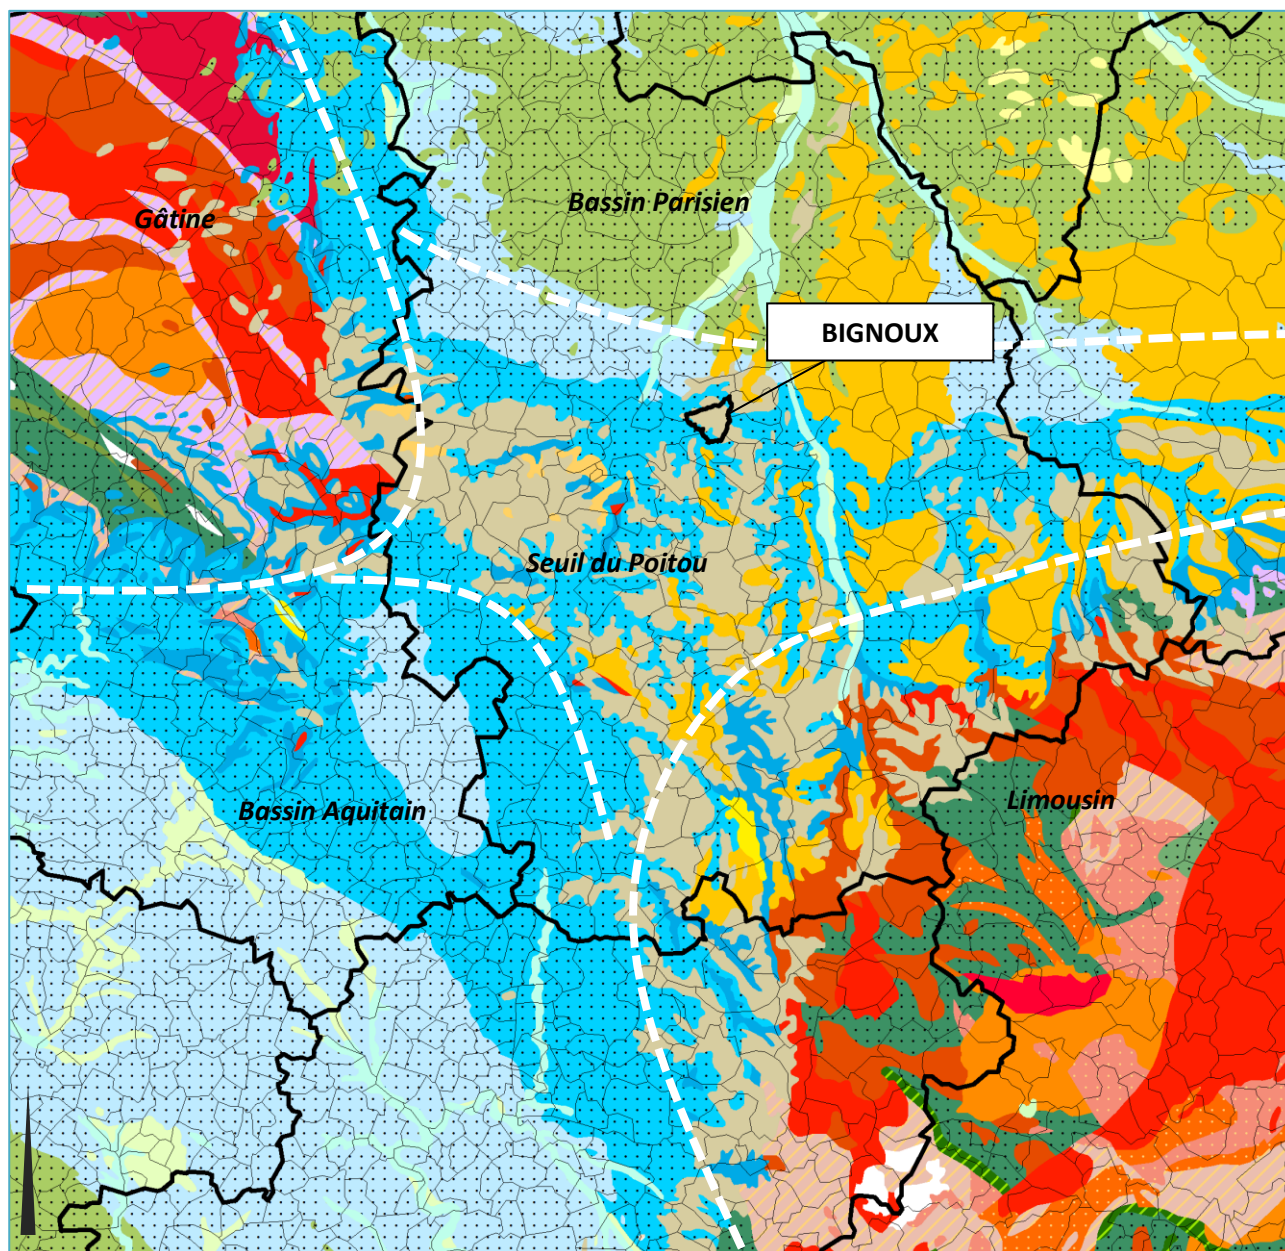 Bassin Parisien
Gâtine
BIGNOUX
Seuil du Poitou
Bassin Aquitain
Limousin